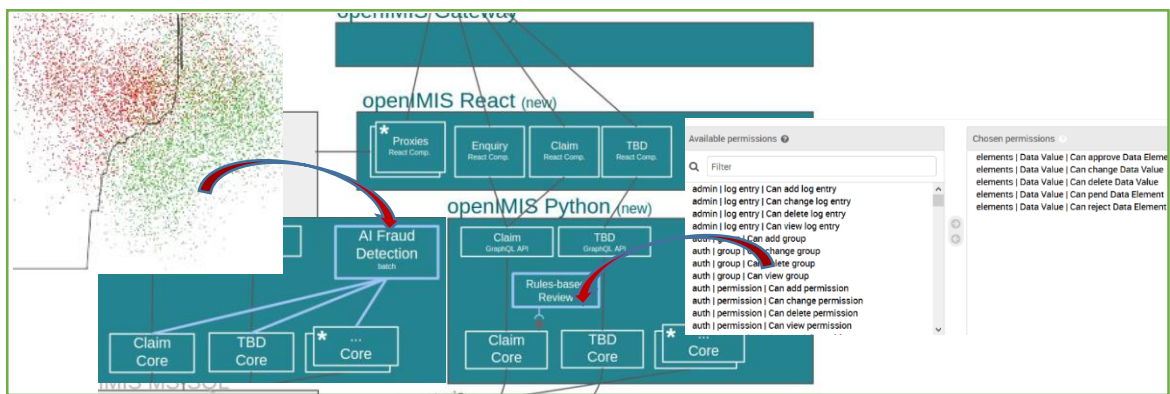 openIMIS Gateway
openIMIS React (new)
*
Proxies
React Comp.
Enquiry
React Comp.
Claim
React Comp.
TBD
React Comp.
openIMIS Python (new)
AI Fraud
Detection
batch
Claim
GraphQL API
TBD
GraphQL API
Rules-based
Review
Claim
Core
TBD
Core
*
...
Core
Claim
Core
TBD
Core
*
...
Core
Available permissions
Filter
admin | log entry | Can add log entry
admin | log entry | Can change log entry
admin | log entry | Can delete log entry
admin | log entry | Can view log entry
auth | group | Can add group
auth | group | Can change group
auth | group | Can delete group
auth | group | Can view group
auth | permission | Can add permission
auth | permission | Can change permission
auth | permission | Can delete permission
auth | permission | Can view permission
Chosen permissions
elements | Data Value | Can approve Data Eleme
elements | Data Value | Can change Data Value
elements | Data Value | Can delete Data Value
elements | Data Value | Can pend Data Element
elements | Data Value | Can reject Data Element